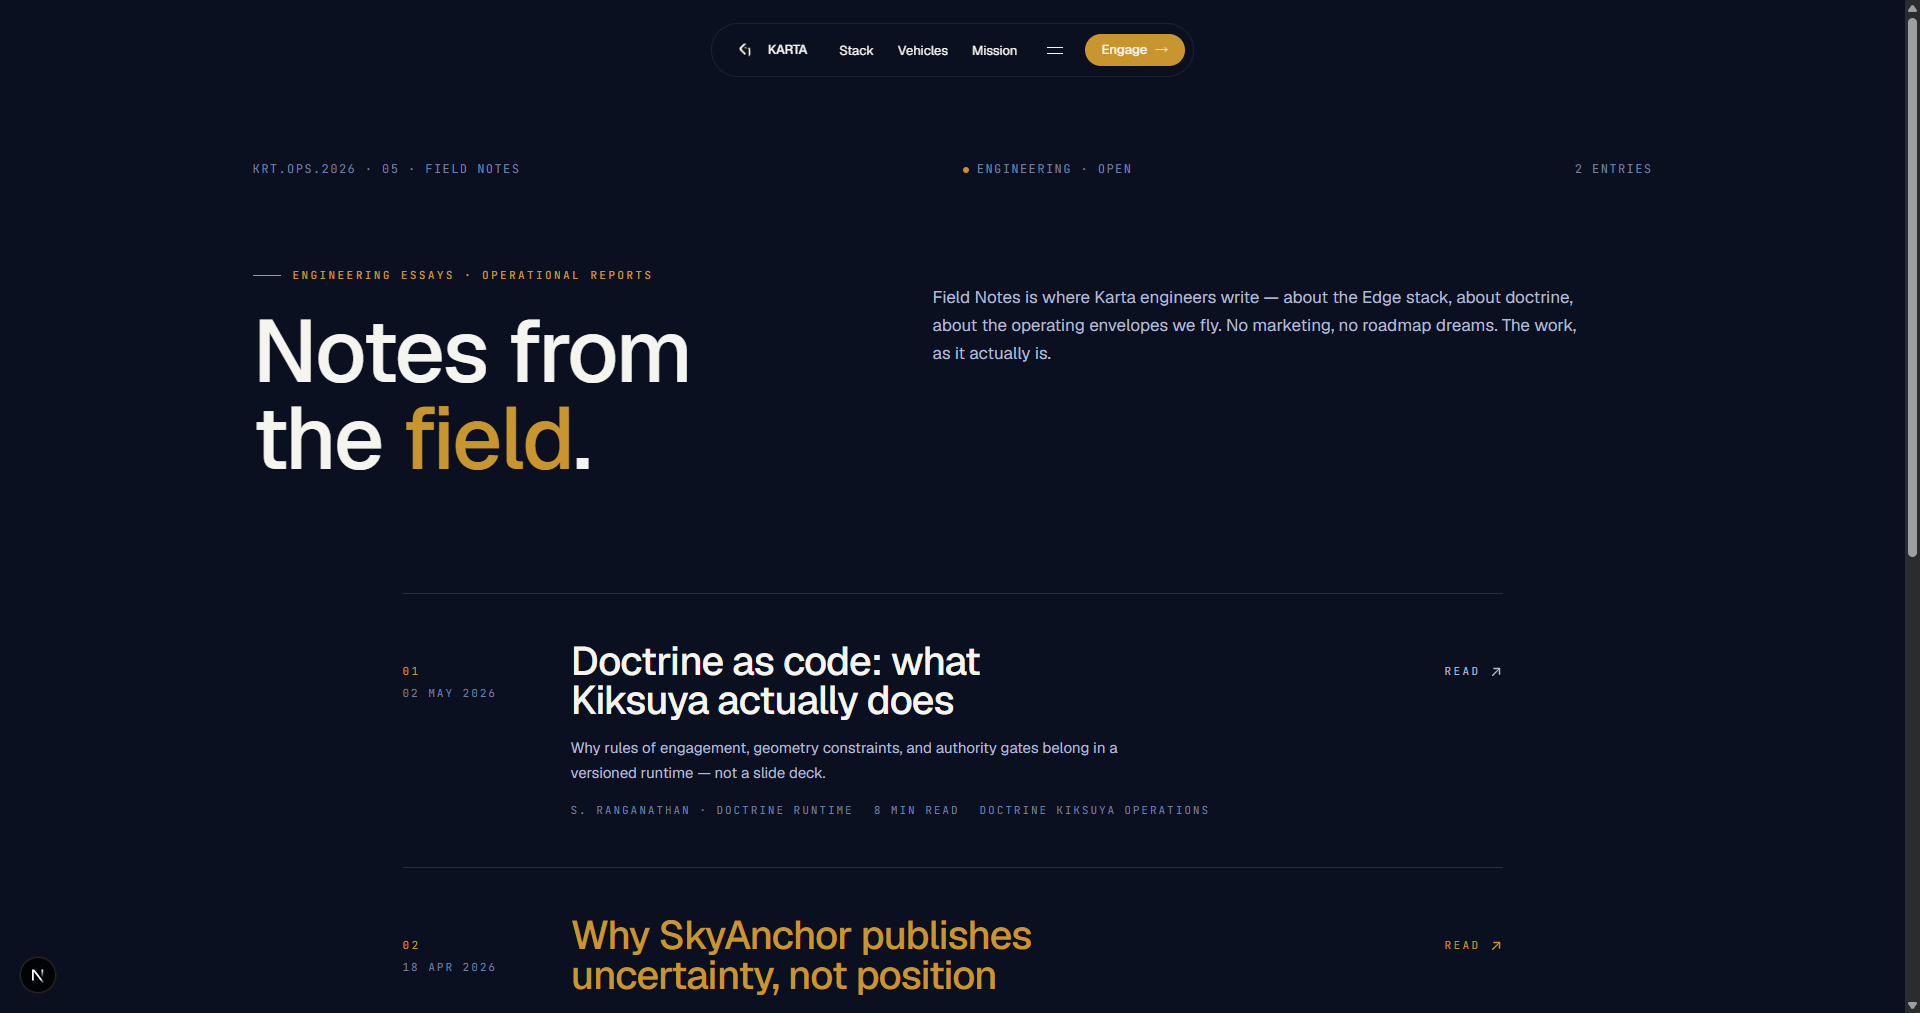 KARTA Stack Vehicles Mission Engage →
KRT.OPS.2026 · 05 · FIELD NOTES
ENGINEERING · OPEN
2 ENTRIES
ENGINEERING ESSAYS · OPERATIONAL REPORTS
Notes from
the field.
Field Notes is where Karta engineers write — about the Edge stack, about doctrine,
about the operating envelopes we fly. No marketing, no roadmap dreams. The work,
as it actually is.
01
02 MAY 2026
Doctrine as code: what
Kiksuya actually does
Why rules of engagement, geometry constraints, and authority gates belong in a
versioned runtime — not a slide deck.
S. RANGANATHAN · DOCTRINE RUNTIME 8 MIN READ DOCTRINE KIKSUYA OPERATIONS
READ ↗
02
18 APR 2026
Why SkyAnchor publishes
uncertainty, not position
READ ↗
N